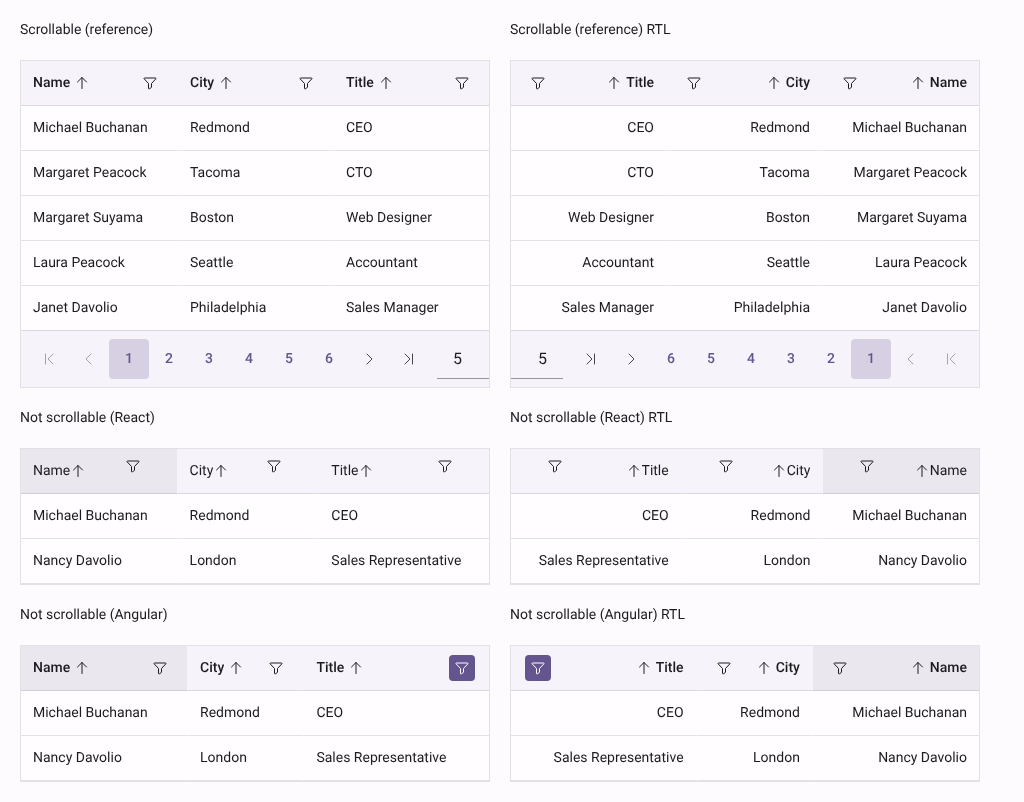 Scrollable (reference)
Name City Title
Michael Buchanan Redmond CEO
Margaret Peacock Tacoma CTO
Margaret Suyama Boston Web Designer
Laura Peacock Seattle Accountant
Janet Davolio Philadelphia Sales Manager
1 2 3 4 5 6 5
Scrollable (reference) RTL
Title City Name
CEO Redmond Michael Buchanan
CTO Tacoma Margaret Peacock
Web Designer Boston Margaret Suyama
Accountant Seattle Laura Peacock
Sales Manager Philadelphia Janet Davolio
5 6 5 4 3 2 1
Not scrollable (React)
Name City Title
Michael Buchanan Redmond CEO
Nancy Davolio London Sales Representative
Not scrollable (React) RTL
Title City Name
CEO Redmond Michael Buchanan
Sales Representative London Nancy Davolio
Not scrollable (Angular)
Name City Title
Michael Buchanan Redmond CEO
Nancy Davolio London Sales Representative
Not scrollable (Angular) RTL
Title City Name
CEO Redmond Michael Buchanan
Sales Representative London Nancy Davolio